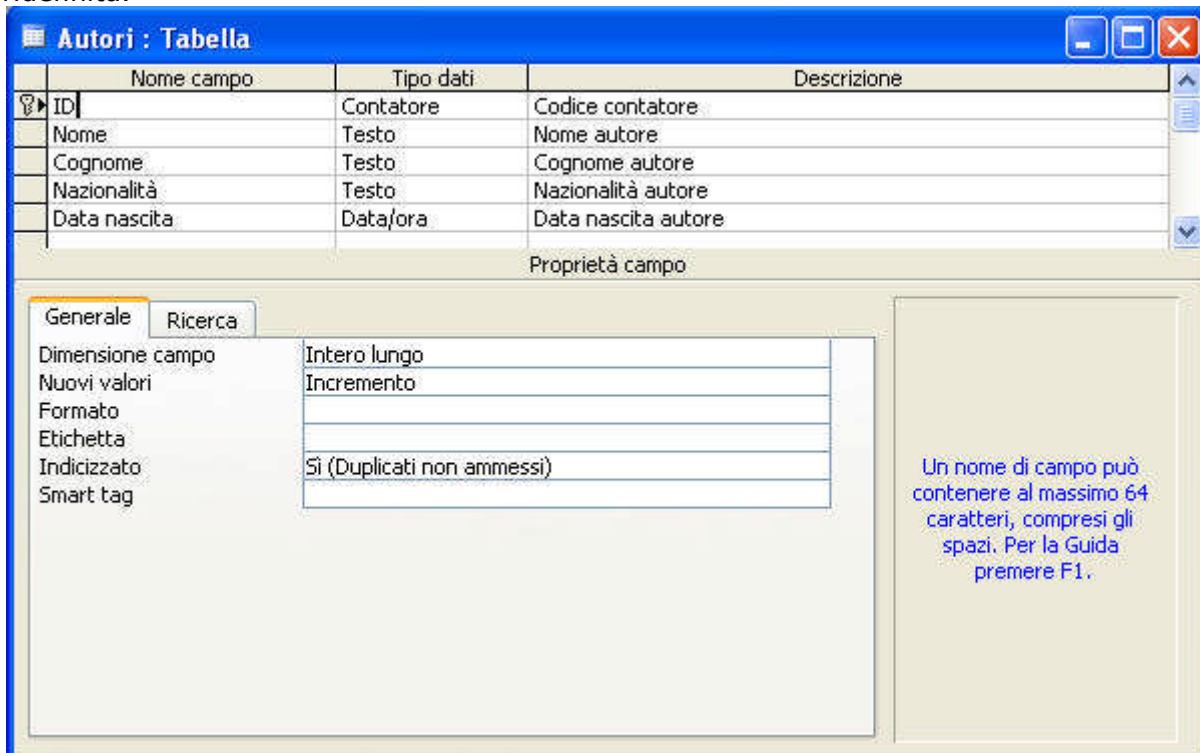 Autori : Tabella
Nome campo Tipo dati Descrizione
ID Contatore Codice contatore
Nome Testo Nome autore
Cognome Testo Cognome autore
Nazionalità Testo Nazionalità autore
Data nascita Data/ora Data nascita autore
Proprietà campo
Generale Ricerca
Dimensione campo Intero lungo
Nuovi valori Incremento
Formato
Etichetta
Indicizzato Sì (Duplicati non ammessi)
Smart tag
Un nome di campo può
contenere al massimo 64
caratteri, compresi gli
spazi. Per la Guida
premere F1.